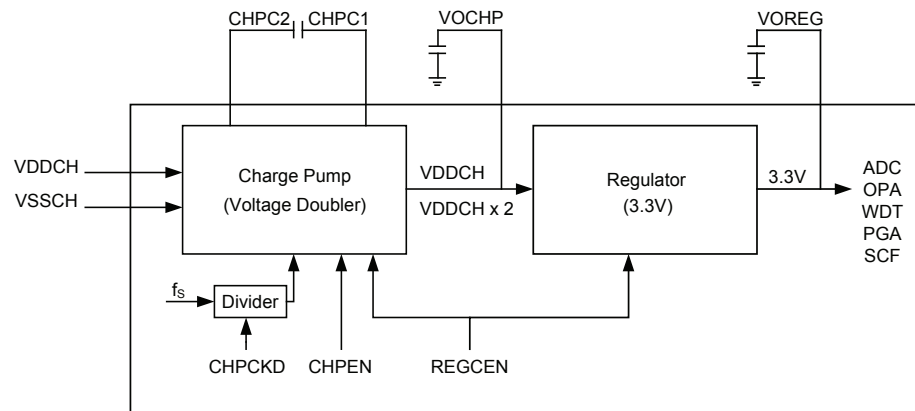 CHPC2 CHPC1
VOCHP
VOREG
VDDCH
VSSCH
Charge Pump
(Voltage Doubler)
VDDCH
VDDCH x 2
Regulator
(3.3V)
3.3V
ADC
OPA
WDT
PGA
SCF
fS
Divider
CHPCKD
CHPEN
REGCEN